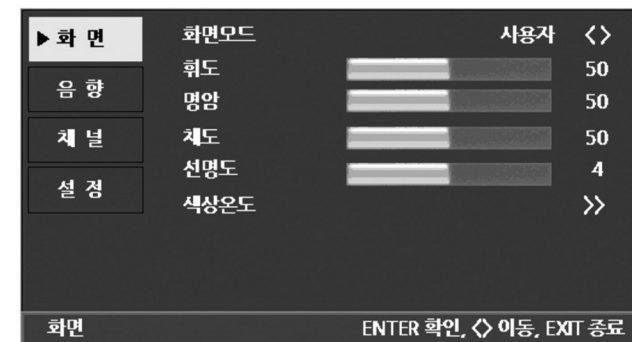 ▶화 면
음 향
채 널
설 정
화면모드 사용자 <>
휘도 50
명암 50
채도 50
선명도 4
색상온도 >>
화면 ENTER 확인, <> 이동, EXIT 종료